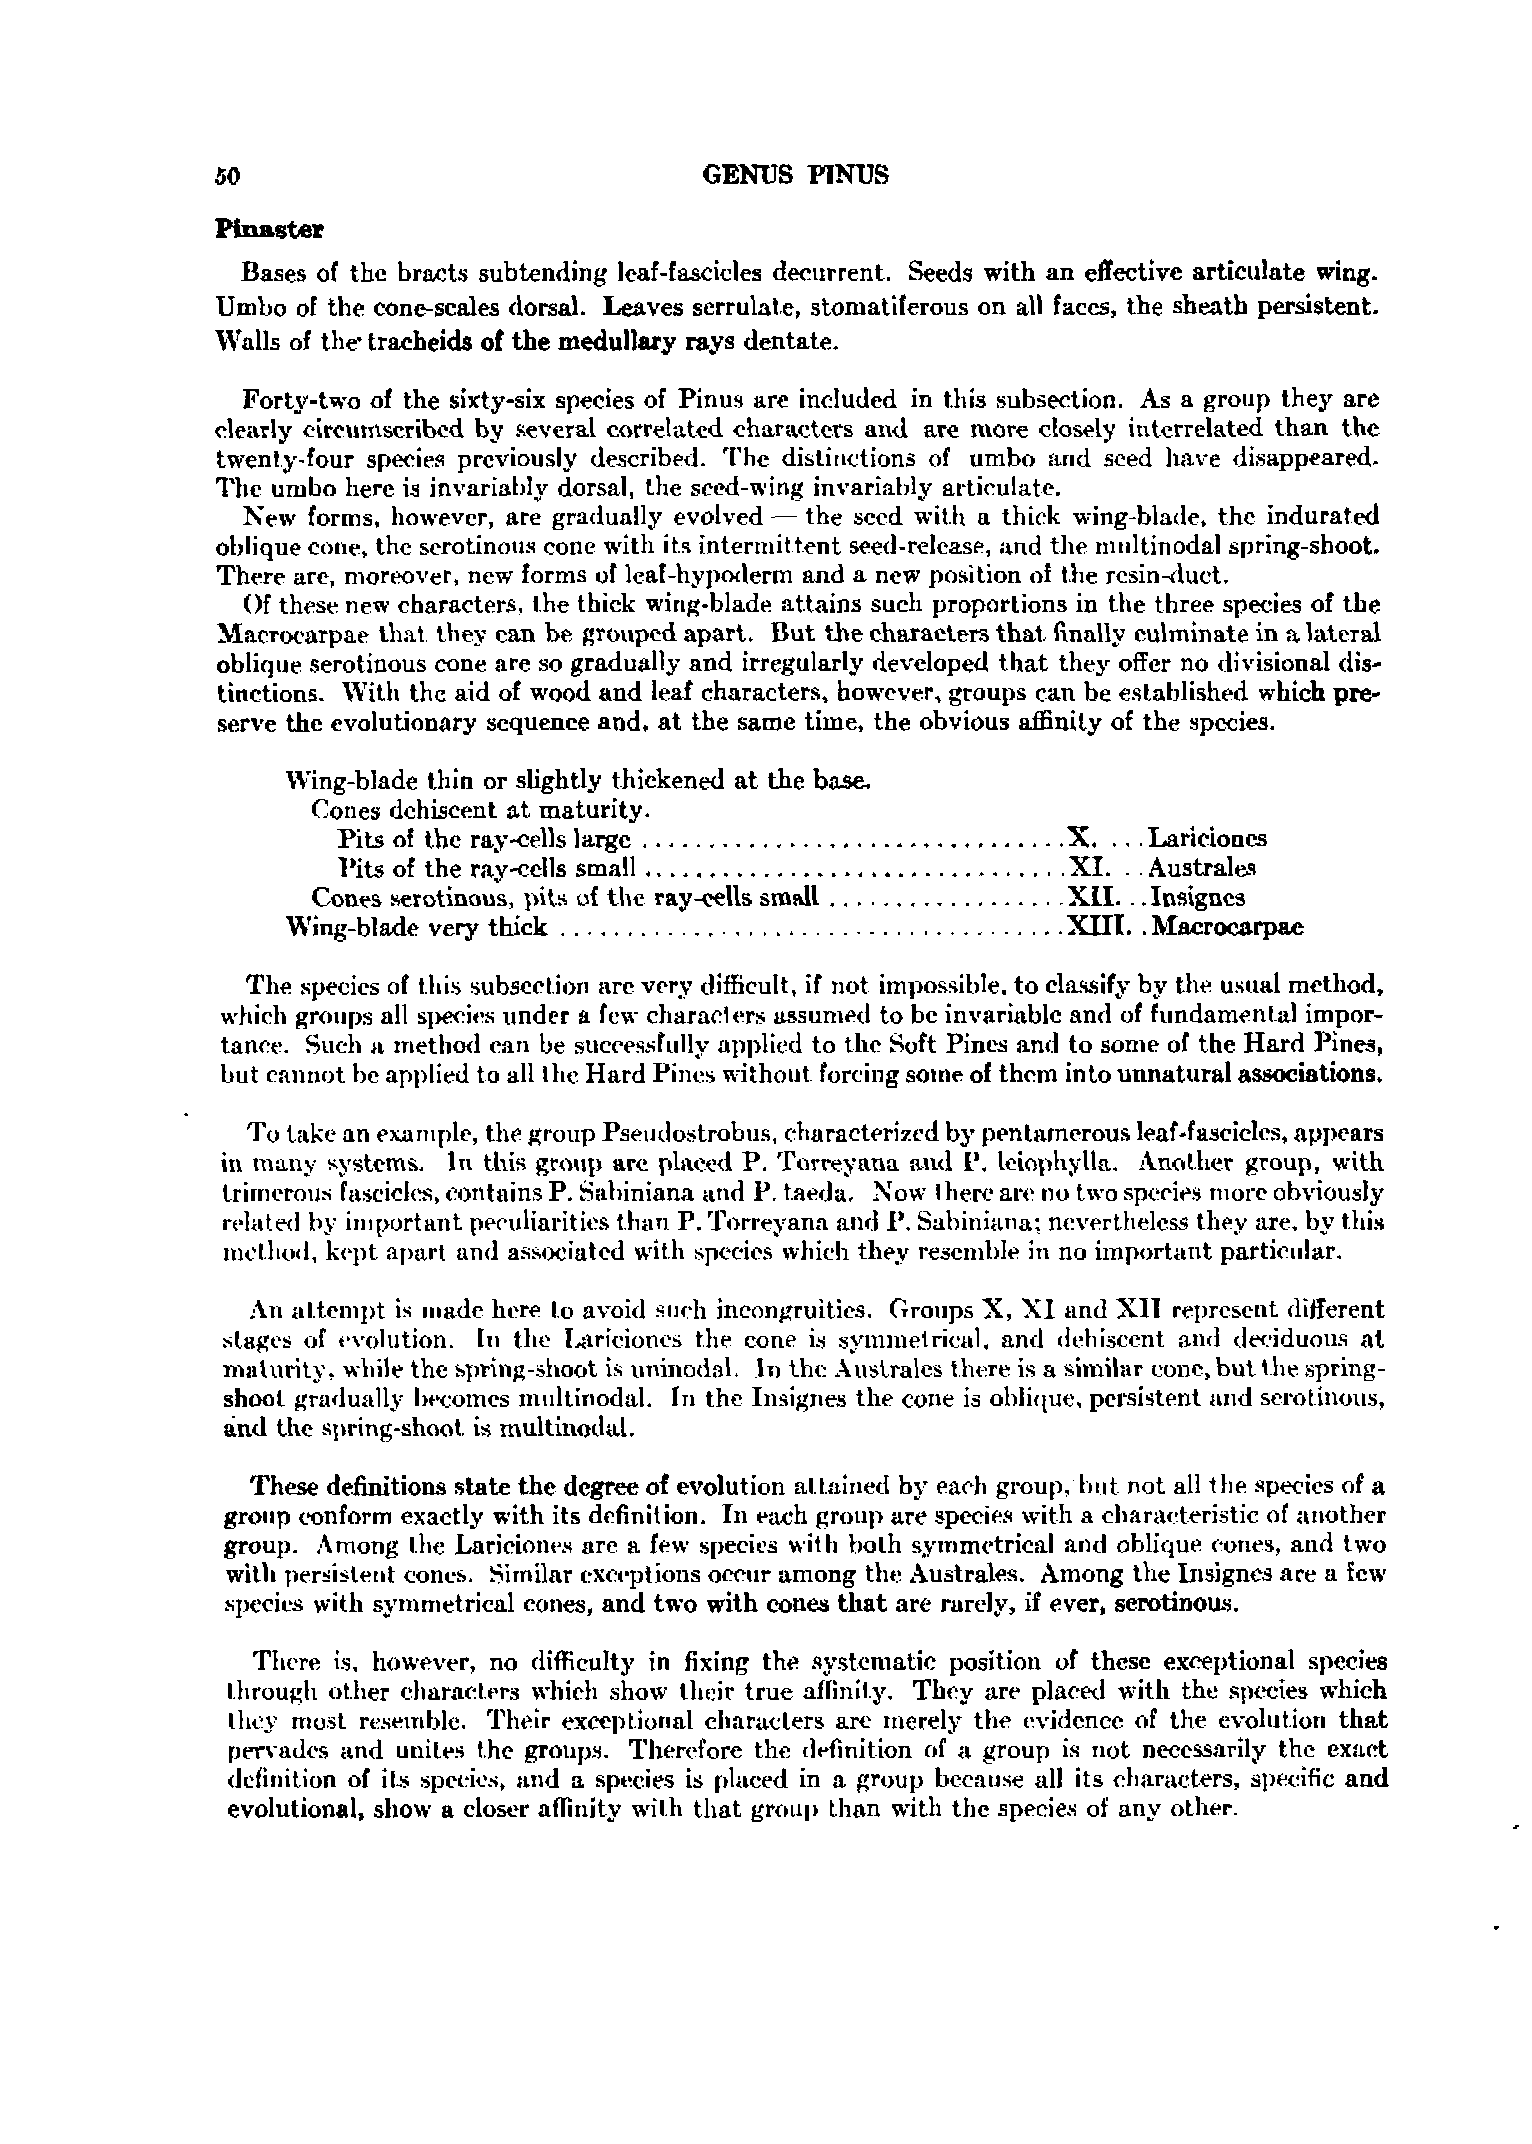 50 GENUS PINUS
Pinaster
Bases of the bracts subtending leaf-fascicles decurrent. Seeds with an effective articulate wing.
Umbo of the cone-scales dorsal. Leaves serrulate, stomatiferous on all faces, the sheath persistent.
Walls of the tracheids of the medullary rays dentate.
Forty-two of the sixty-six species of Pinus are included in this subsection. As a group they are
clearly circumscribed by several correlated characters and are more closely interrelated than the
twenty-four species previously described. The distinctions of umbo and seed have disappeared.
The umbo here is invariably dorsal, the seed-wing invariably articulate.
New forms, however, are gradually evolved — the seed with a thick wing-blade, the indurated
oblique cone, the serotinous cone with its intermittent seed-release, and the multinodal spring-shoot.
There are, moreover, new forms of leaf-hypoderm and a new position of the resin-duct.
Of these new characters, the thick wing-blade attains such proportions in the three species of the
Macrocarpae that they can be grouped apart. But the characters that finally culminate in a lateral
oblique serotinous cone are so gradually and irregularly developed that they offer no divisional dis-
tinctions. With the aid of wood and leaf characters, however, groups can be established which pre-
serve the evolutionary sequence and, at the same time, the obvious affinity of the species.
Wing-blade thin or slightly thickened at the base.
Cones dehiscent at maturity.
Pits of the ray-cells large ................................X. ...Lariciones
Pits of the ray-cells small ................................XI. ..Australes
Cones serotinous, pits of the ray-cells small ..................XII. ..Insignes
Wing-blade very thick ......................................XIII. .Macrocarpae
The species of this subsection are very difficult, if not impossible, to classify by the usual method,
which groups all species under a few characters assumed to be invariable and of fundamental impor-
tance. Such a method can be successfully applied to the Soft Pines and to some of the Hard Pines,
but cannot be applied to all the Hard Pines without forcing some of them into unnatural associations.
To take an example, the group Pseudostrobus, characterized by pentamerous leaf-fascicles, appears
in many systems. In this group are placed P. Torreyana and P. leiophylla. Another group, with
trimerous fascicles, contains P. Sabiniana and P. taeda. Now there are no two species more obviously
related by important peculiarities than P. Torreyana and P. Sabiniana; nevertheless they are, by this
method, kept apart and associated with species which they resemble in no important particular.
An attempt is made here to avoid such incongruities. Groups X, XI and XII represent different
stages of evolution. In the Lariciones the cone is symmetrical, and dehiscent and deciduous at
maturity, while the spring-shoot is uninodal. In the Australes there is a similar cone, but the spring-
shoot gradually becomes multinodal. In the Insignes the cone is oblique, persistent and serotinous,
and the spring-shoot is multinodal.
These definitions state the degree of evolution attained by each group, but not all the species of a
group conform exactly with its definition. In each group are species with a characteristic of another
group. Among the Lariciones are a few species with both symmetrical and oblique cones, and two
with persistent cones. Similar exceptions occur among the Australes. Among the Insignes are a few
species with symmetrical cones, and two with cones that are rarely, if ever, serotinous.
There is, however, no difficulty in fixing the systematic position of these exceptional species
through other characters which show their true affinity. They are placed with the species which
they most resemble. Their exceptional characters are merely the evidence of the evolution that
pervades and unites the groups. Therefore the definition of a group is not necessarily the exact
definition of its species, and a species is placed in a group because all its characters, specific and
evolutional, show a closer affinity with that group than with the species of any other.